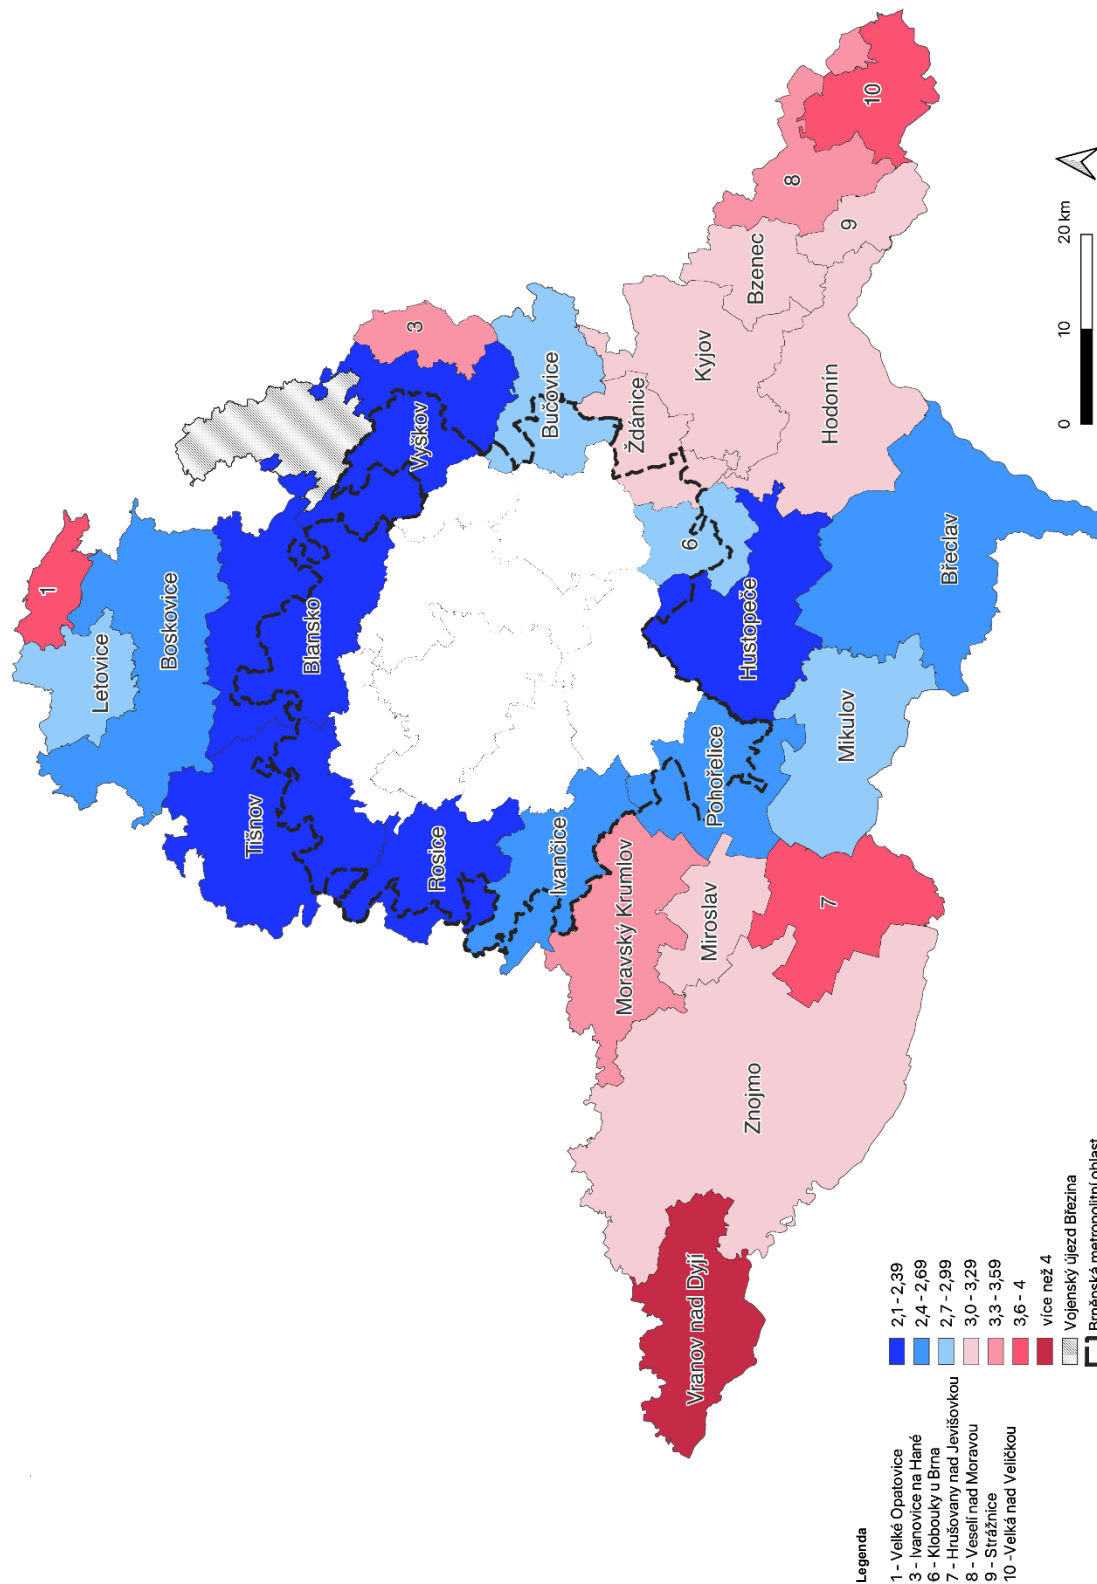 1
Letovice
Boskovice
Blansko
Tišnov
Vyškov
3
Rosice
Bučovice
Ivančice
6
Ždánice
Moravský Krumlov
Pohořelice
Hustopeče
Kyjov
Bzenec
8
10
9
Miroslav
Hodonín
Mikulov
Břeclav
7
Znojmo
Vranov nad Dyjí
0 10 20 km
Legenda
1 - Velké Opatovice
3 - Ivanovice na Hané
6 - Klobouky u Brna
7 - Hrušovany nad Jevišovkou
8 - Veselí nad Moravou
9 - Strážnice
10 -Velká nad Veličkou
2,1 - 2,39
2,4 - 2,69
2,7 - 2,99
3,0 - 3,29
3,3 - 3,59
3,6 - 4
více než 4
Vojenský újezd Březina
Brněnská metropolitní oblast